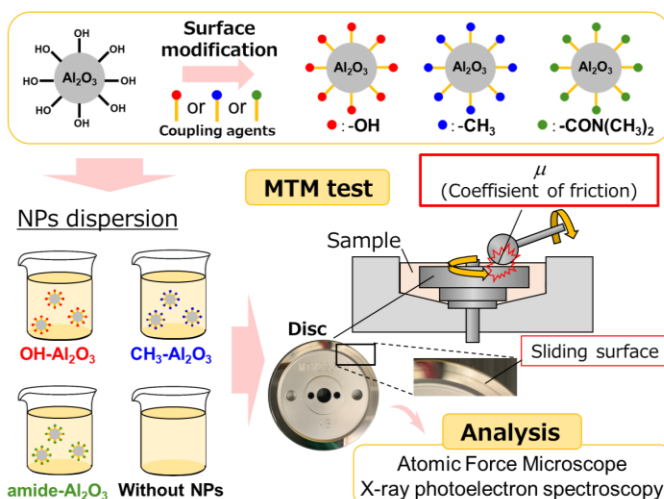 OH
HO
OH
HO
Al₂O₃
OH
HO
OH
OH
Surface
modification
or
or
Coupling agents
Al₂O₃
Al₂O₃
Al₂O₃
:-OH
:-CH₃
:-CON(CH₃)₂
NPs dispersion
OH-Al₂O₃
CH₃-Al₂O₃
amide-Al₂O₃
Without NPs
MTM test
μ
(Coeffisient of friction)
Sample
Disc
Sliding surface
Analysis
Atomic Force Microscope
X-ray photoelectron spectroscopy